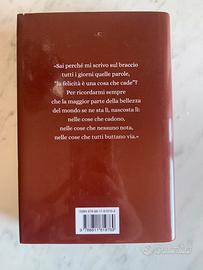 «Sai perché mi scrivo sul braccio
tutti i giorni quelle parole,
"la felicità è una cosa che cade"?
Per ricordarmi sempre
che la maggior parte della bellezza
del mondo se ne sta lì, nascosta lì:
nelle cose che cadono,
nelle cose che nessuno nota,
nelle cose che tutti buttano via.»